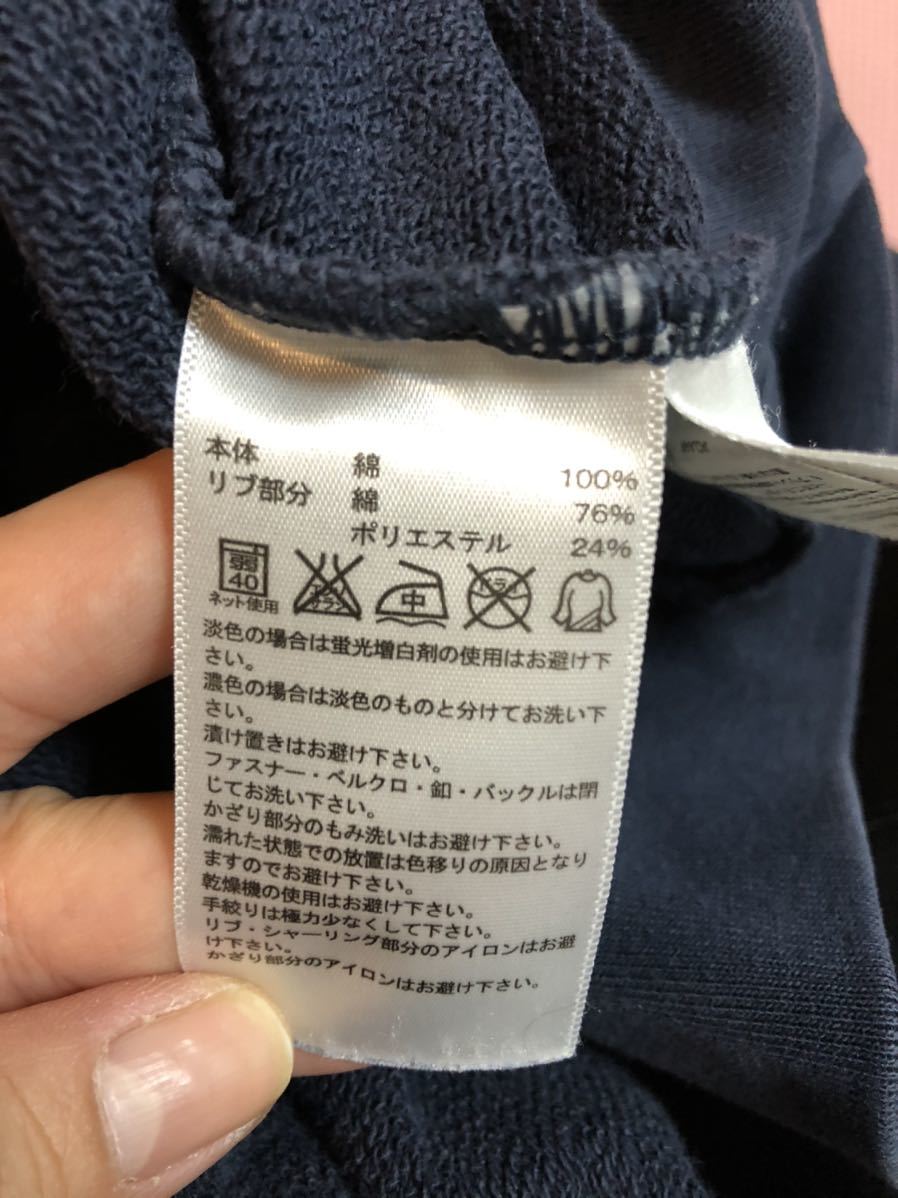 本体 綿 100%
リブ部分 綿 76%
ポリエステル 24%
弱
40
中
ネット使用
淡色の場合は蛍光増白剤の使用はお避け下
さい。
濃色の場合は淡色のものと分けてお洗い下
さい。
漬け置きはお避け下さい。
ファスナー・ベルクロ・釦・バックルは閉
じてお洗い下さい。
かざり部分のもみ洗いはお避け下さい。
濡れた状態での放置は色移りの原因となり
ますのでお避け下さい。
乾燥機の使用はお避け下さい。
手絞りは極力少なくして下さい。
リブ・シャーリング部分のアイロンはお避
け下さい。
かざり部分のアイロンはお避け下さい。